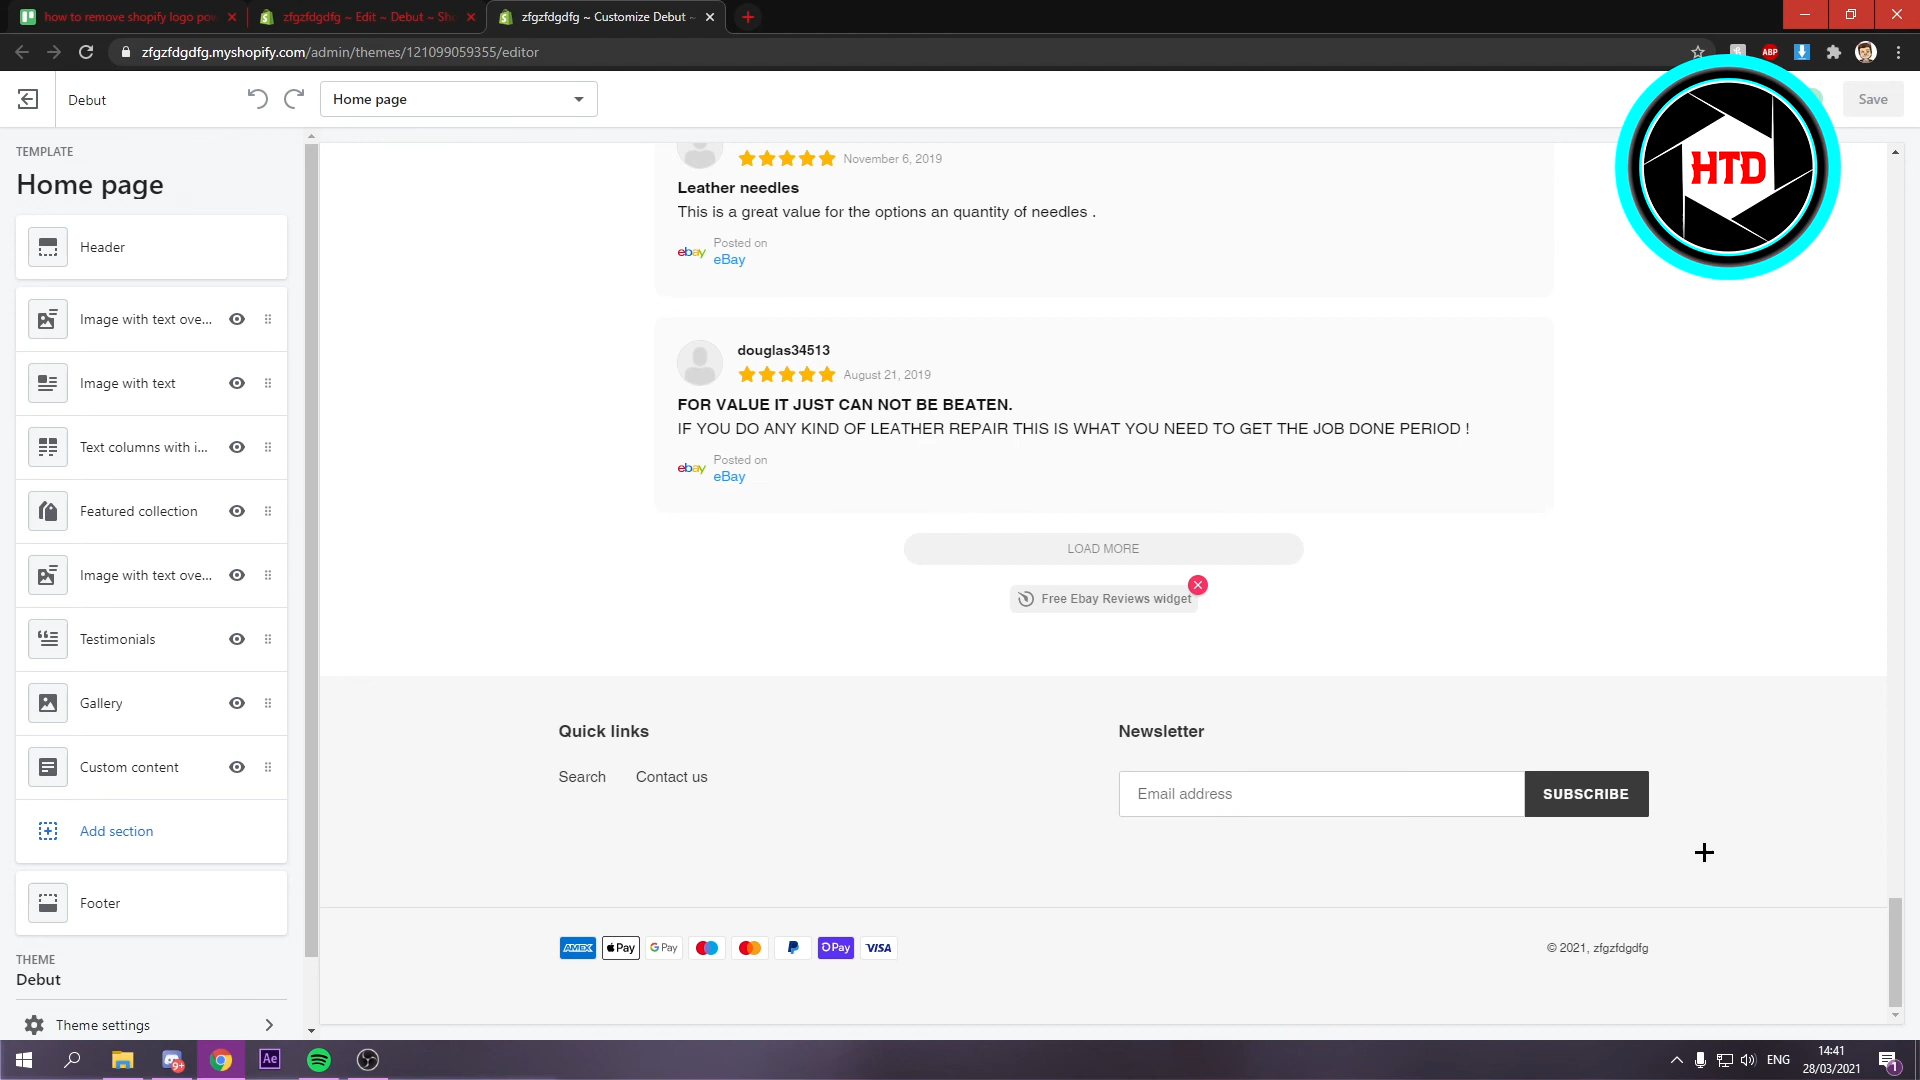 how to remove shopify logo pow
zfgzfdgdfg ~ Edit ~ Debut ~ Sho
zfgzfdgdfg ~ Customize Debut ~
zfgzfdgdfg.myshopify.com/admin/themes/121099059355/editor
ABP
Debut
Home page
Save
HTD
TEMPLATE
Home page
Header
Image with text ove...
Image with text
Text columns with i...
Featured collection
Image with text ove...
Testimonials
Gallery
Custom content
Add section
Footer
THEME
Debut
Theme settings
November 6, 2019
Leather needles
This is a great value for the options an quantity of needles .
ebay
Posted on
eBay
douglas34513
August 21, 2019
FOR VALUE IT JUST CAN NOT BE BEATEN.
IF YOU DO ANY KIND OF LEATHER REPAIR THIS IS WHAT YOU NEED TO GET THE JOB DONE PERIOD !
ebay
Posted on
eBay
LOAD MORE
Free Ebay Reviews widget
Quick links
Search
Contact us
Newsletter
Email address
SUBSCRIBE
AMEX
Pay
G Pay
Pay
VISA
© 2021, zfgzfdgdfg
9+
Ae
ENG
14:41
28/03/2021
1